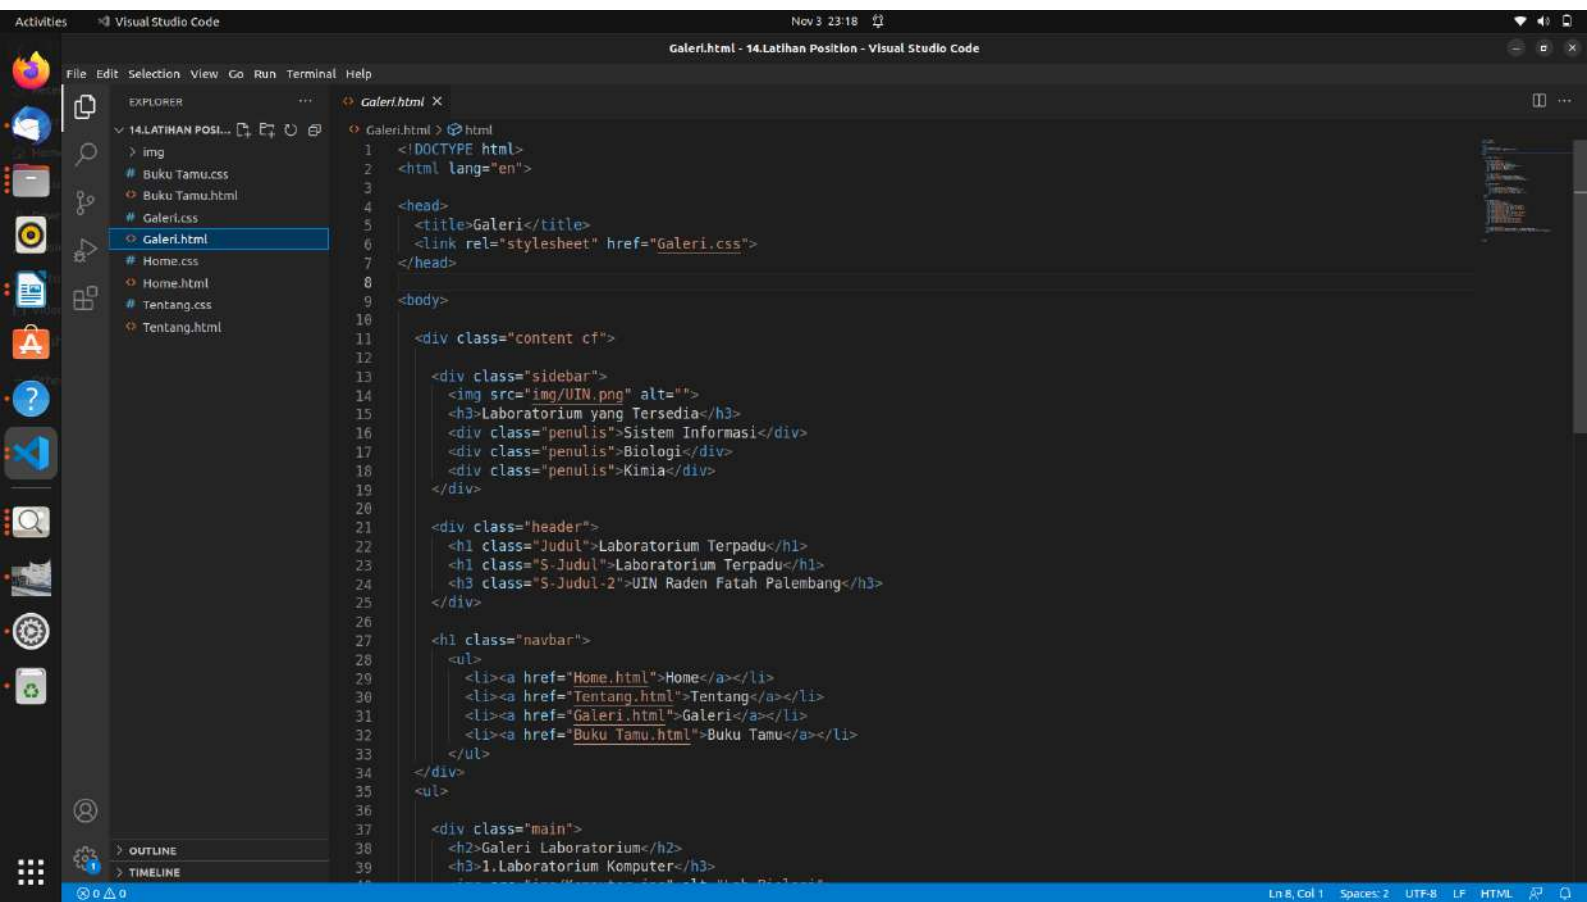 Activities Visual Studio Code Nov 3 23:18
Galeri.html - 14.Latihan Position - Visual Studio Code
File Edit Selection View Go Run Terminal Help
EXPLORER ···
14.LATIHAN POSI...
img
# Buku Tamu.css
Buku Tamu.html
# Galeri.css
Galeri.html
# Home.css
Home.html
# Tentang.css
Tentang.html
OUTLINE
TIMELINE
Galeri.html
Galeri.html > html
1 <!DOCTYPE html>
2 <html lang="en">
3
4 <head>
5 <title>Galeri</title>
6 <link rel="stylesheet" href="Galeri.css">
7 </head>
8
9 <body>
10
11 <div class="content cf">
12
13 <div class="sidebar">
14 <img src="img/UIN.png" alt="">
15 <h3>Laboratorium yang Tersedia</h3>
16 <div class="penulis">Sistem Informasi</div>
17 <div class="penulis">Biologi</div>
18 <div class="penulis">Kimia</div>
19 </div>
20
21 <div class="header">
22 <h1 class="Judul">Laboratorium Terpadu</h1>
23 <h1 class="S-Judul">Laboratorium Terpadu</h1>
24 <h3 class="S-Judul-2">UIN Raden Fatah Palembang</h3>
25 </div>
26
27 <h1 class="navbar">
28 <ul>
29 <li><a href="Home.html">Home</a></li>
30 <li><a href="Tentang.html">Tentang</a></li>
31 <li><a href="Galeri.html">Galeri</a></li>
32 <li><a href="Buku Tamu.html">Buku Tamu</a></li>
33 </ul>
34 </div>
35 <ul>
36
37 <div class="main">
38 <h2>Galeri Laboratorium</h2>
39 <h3>1.Laboratorium Komputer</h3>
0 0
Ln 8, Col 1 Spaces: 2 UTF-8 LF HTML